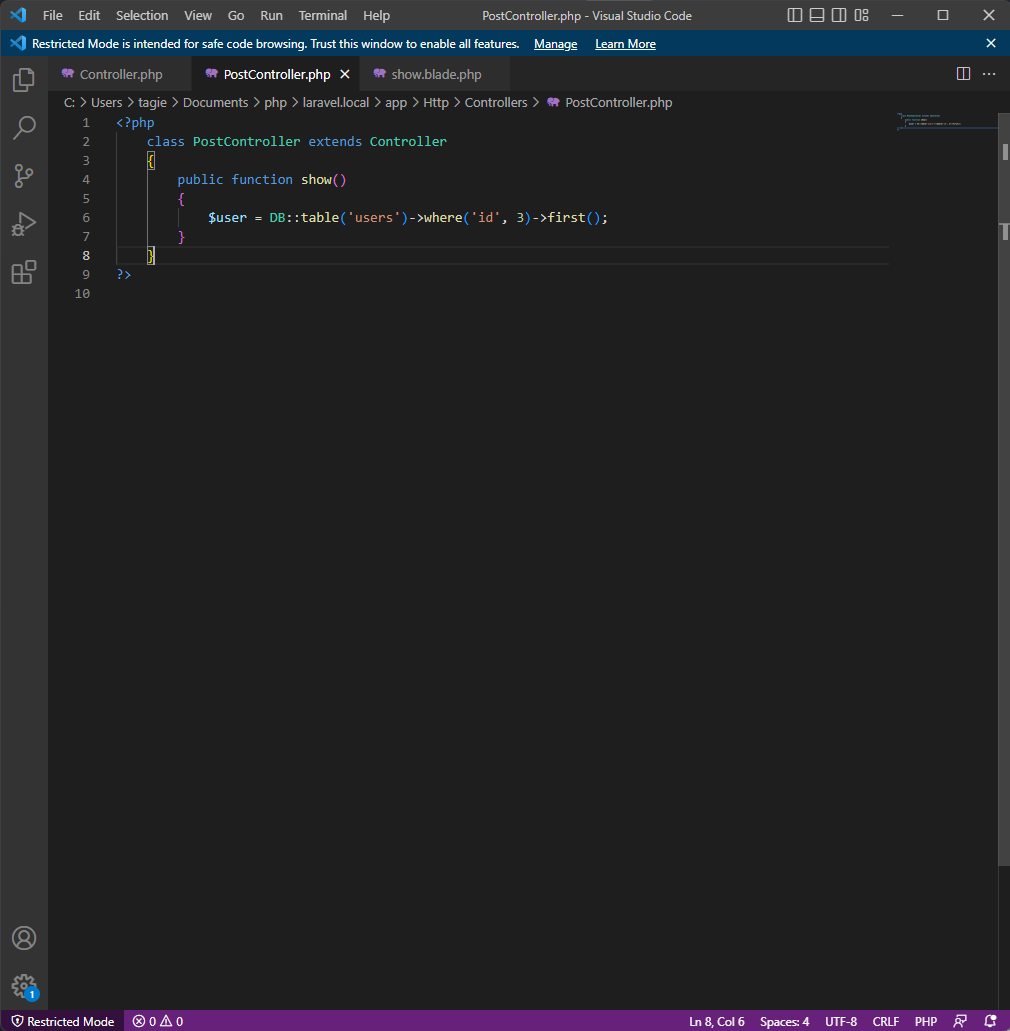 File Edit Selection View Go Run Terminal Help PostController.php - Visual Studio Code
Restricted Mode is intended for safe code browsing. Trust this window to enable all features. Manage Learn More
Controller.php PostController.php show.blade.php
C: > Users > tagie > Documents > php > laravel.local > app > Http > Controllers > PostController.php
1 <?php
2     class PostController extends Controller
3     {
4         public function show()
5         {
6             $user = DB::table('users')->where('id', 3)->first();
7         }
8     }
9 ?>
10
1
Restricted Mode 0 0 Ln 8, Col 6 Spaces: 4 UTF-8 CRLF PHP